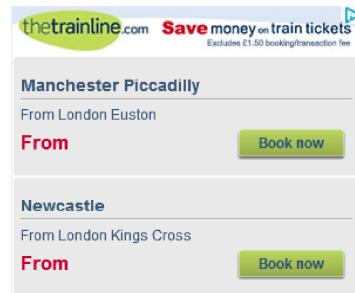 thetrainline.com
Save money on train tickets
Excludes £1.50 booking/transaction fee
Manchester Piccadilly
From London Euston
From
Book now
Newcastle
From London Kings Cross
From
Book now